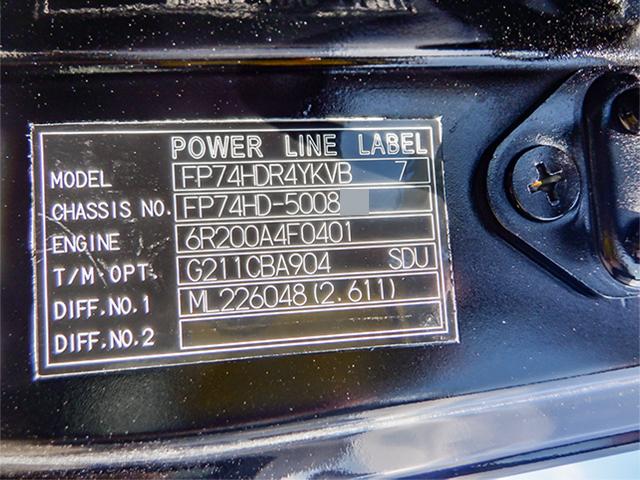 POWER LINE LABEL
MODEL FP74HDR4YKVB 7
CHASSIS NO. FP74HD-5008
ENGINE 6R200A4F0401
T/M OPT. G211CBA904 SDU
DIFF.NO.1 ML226048(2.611)
DIFF.NO.2